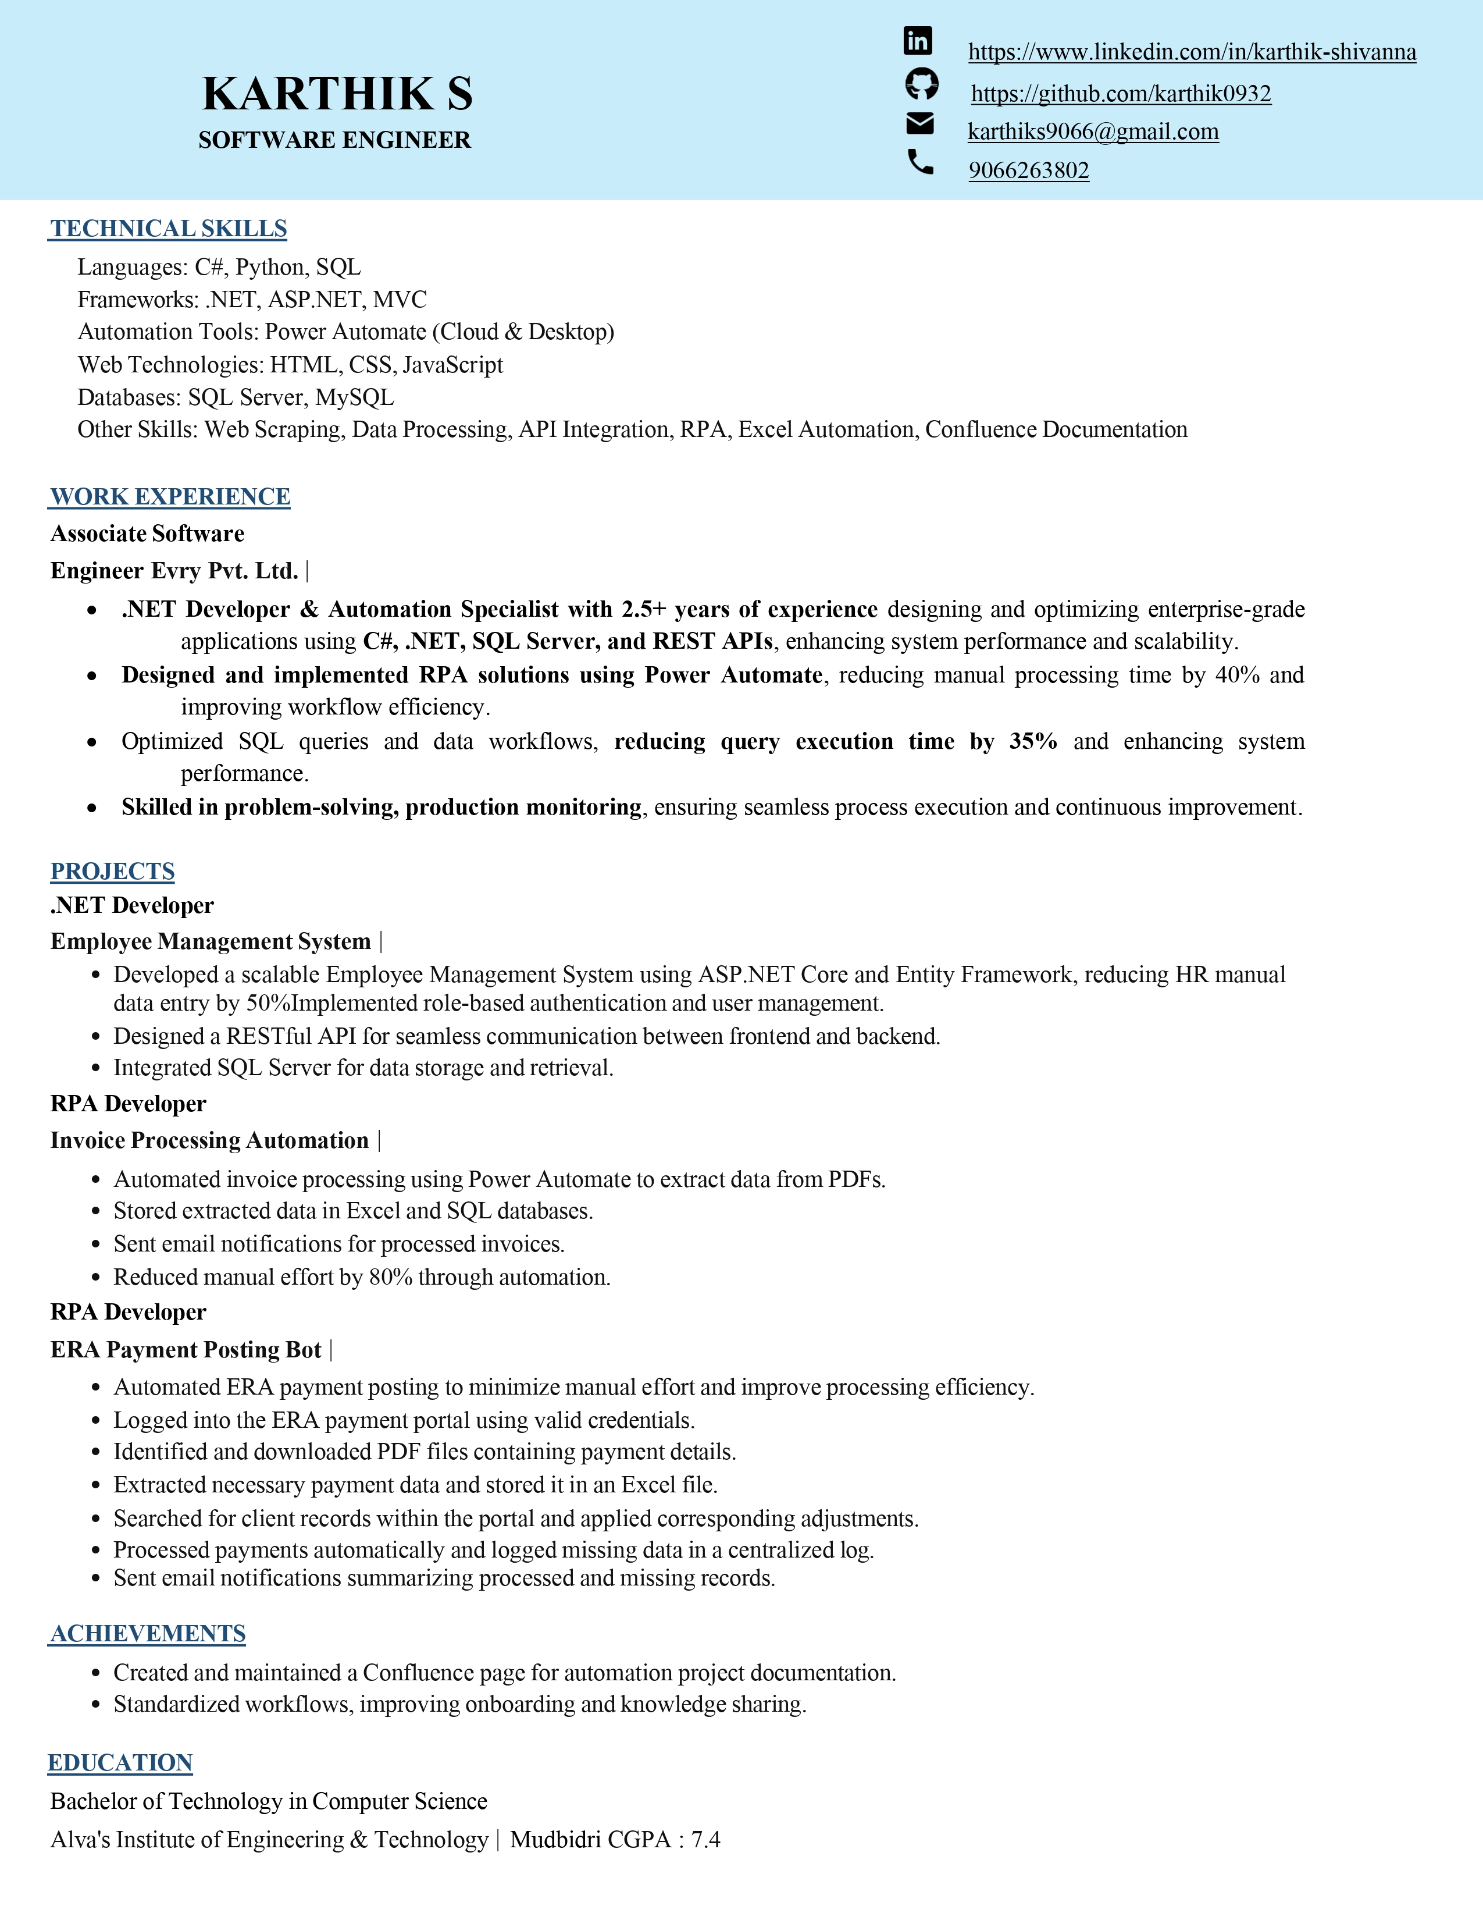 KARTHIK S
SOFTWARE ENGINEER
https://www.linkedin.com/in/karthik-shivanna
https://github.com/karthik0932
karthiks9066@gmail.com
9066263802
TECHNICAL SKILLS
Languages: C#, Python, SQL
Frameworks: .NET, ASP.NET, MVC
Automation Tools: Power Automate (Cloud & Desktop)
Web Technologies: HTML, CSS, JavaScript
Databases: SQL Server, MySQL
Other Skills: Web Scraping, Data Processing, API Integration, RPA, Excel Automation, Confluence Documentation
WORK EXPERIENCE
Associate Software
Engineer Evry Pvt. Ltd. |
• .NET Developer & Automation Specialist with 2.5+ years of experience designing and optimizing enterprise-grade
applications using C#, .NET, SQL Server, and REST APIs, enhancing system performance and scalability.
• Designed and implemented RPA solutions using Power Automate, reducing manual processing time by 40% and
improving workflow efficiency.
• Optimized SQL queries and data workflows, reducing query execution time by 35% and enhancing system
performance.
• Skilled in problem-solving, production monitoring, ensuring seamless process execution and continuous improvement.
PROJECTS
.NET Developer
Employee Management System |
• Developed a scalable Employee Management System using ASP.NET Core and Entity Framework, reducing HR manual
data entry by 50%Implemented role-based authentication and user management.
• Designed a RESTful API for seamless communication between frontend and backend.
• Integrated SQL Server for data storage and retrieval.
RPA Developer
Invoice Processing Automation |
• Automated invoice processing using Power Automate to extract data from PDFs.
• Stored extracted data in Excel and SQL databases.
• Sent email notifications for processed invoices.
• Reduced manual effort by 80% through automation.
RPA Developer
ERA Payment Posting Bot |
• Automated ERA payment posting to minimize manual effort and improve processing efficiency.
• Logged into the ERA payment portal using valid credentials.
• Identified and downloaded PDF files containing payment details.
• Extracted necessary payment data and stored it in an Excel file.
• Searched for client records within the portal and applied corresponding adjustments.
• Processed payments automatically and logged missing data in a centralized log.
• Sent email notifications summarizing processed and missing records.
ACHIEVEMENTS
• Created and maintained a Confluence page for automation project documentation.
• Standardized workflows, improving onboarding and knowledge sharing.
EDUCATION
Bachelor of Technology in Computer Science
Alva's Institute of Engineering & Technology | Mudbidri CGPA : 7.4